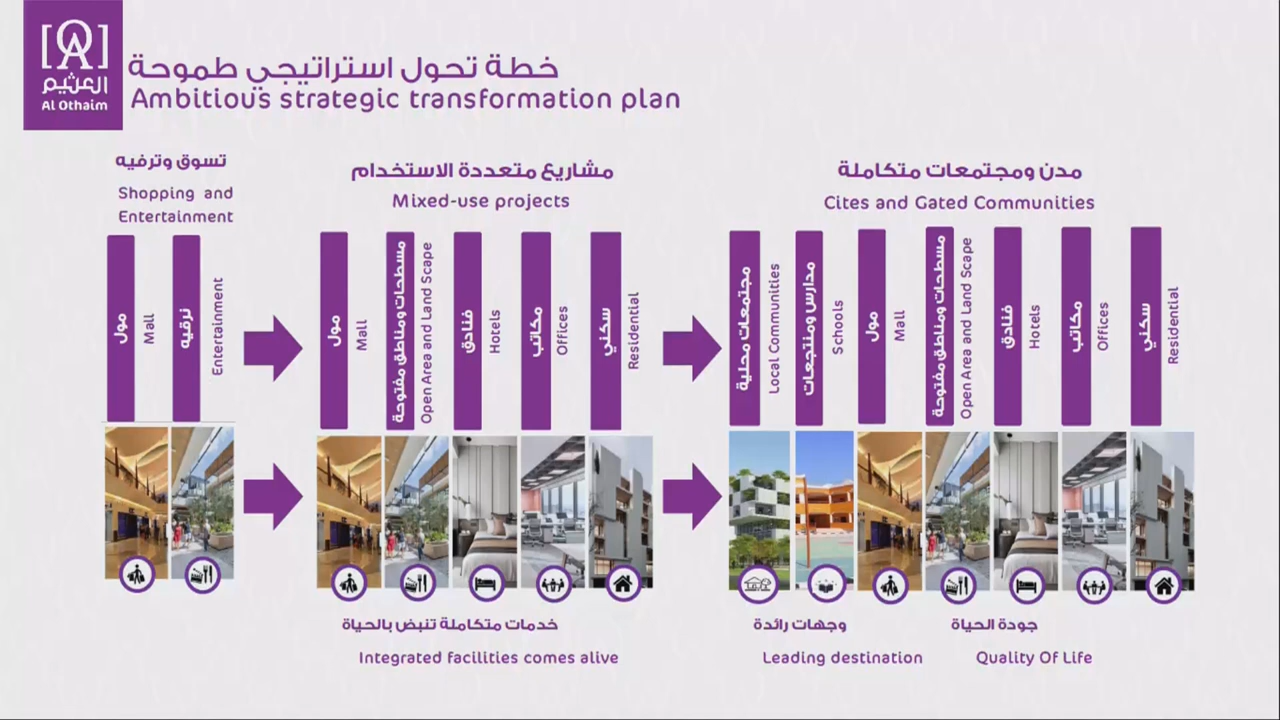 العثيم
Al Othaim
خطة تحول استراتيجي طموحة
Ambitious strategic transformation plan
تسوق وترفيه
Shopping and
Entertainment
مول
Mall
ترفيه
Entertainment
مشاريع متعددة الاستخدام
Mixed-use projects
مول
Mall
مسطحات ومناطق مفتوحة
Open Area and Land Scape
فنادق
Hotels
مكاتب
Offices
سكني
Residential
خدمات متكاملة تنبض بالحياة
Integrated facilities comes alive
مدن ومجتمعات متكاملة
Cites and Gated Communities
مجتمعات محلية
Local Communities
مدارس ومنتجعات
Schools
مول
Mall
مسطحات ومناطق مفتوحة
Open Area and Land Scape
فنادق
Hotels
مكاتب
Offices
سكني
Residential
وجهات رائدة
Leading destination
جودة الحياة
Quality Of Life